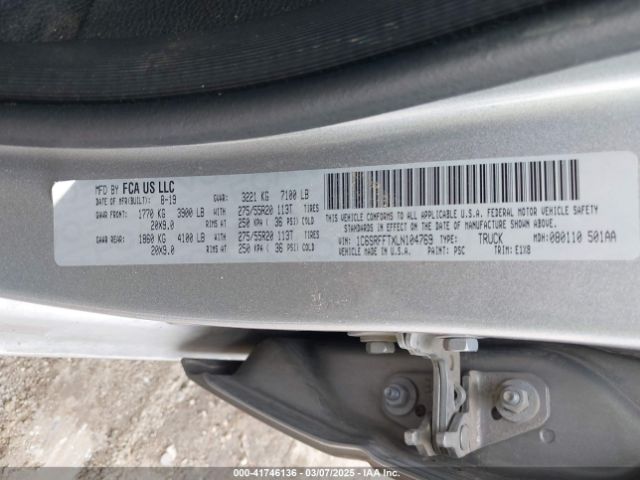 MFD BY FCA US LLC
DATE OF MFR(BUILT): 8-19 GVWR: 3221 KG 7100 LB
GAWR FRONT: 1770 KG 3900 LB WITH 275/55R20 113T TIRES
20X9.0 RIMS AT 250 KPA ( 36 PSI) COLD
GAWR REAR: 1860 KG 4100 LB WITH 275/55R20 113T TIRES
20X9.0 RIMS AT 250 KPA ( 36 PSI) COLD
THIS VEHICLE CONFORMS TO ALL APPLICABLE U.S.A. FEDERAL MOTOR VEHICLE SAFETY
STANDARDS IN EFFECT ON THE DATE OF MANUFACTURE SHOWN ABOVE.
VIN: 1C6SRFFTXLN104769 TYPE: TRUCK MDH: 080110 501AA
VEHICLE MADE IN U.S.A. PAINT: PSC TRIM: E1X8
000-41746136 - 03/07/2025 - IAAI.com